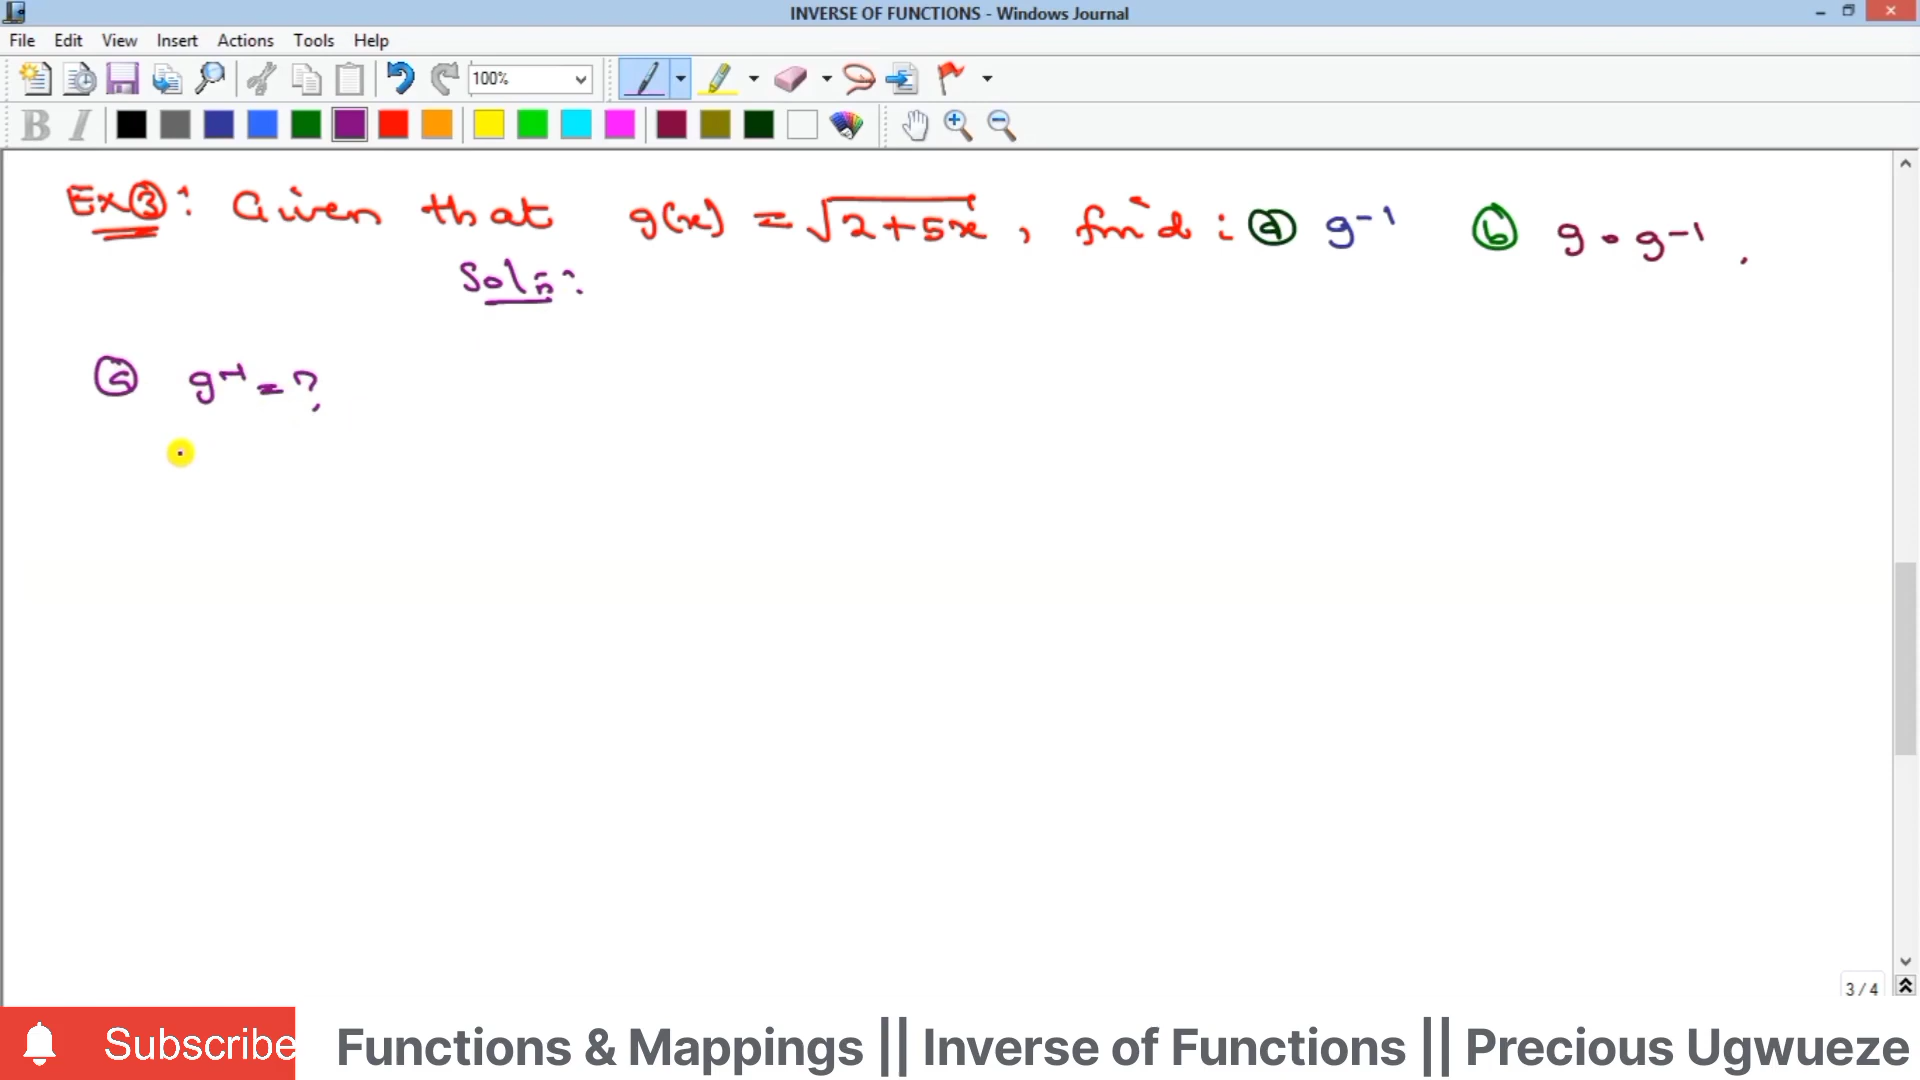 INVERSE OF FUNCTIONS - Windows Journal
File Edit View Insert Actions Tools Help
100%
B I
Ex③: Given that g(x) = √(2+5x), find : ⓐ g⁻¹ ⓑ g ∘ g⁻¹.
Solⁿ:
ⓐ g⁻¹ = ?
3 / 4
Subscribe Functions & Mappings || Inverse of Functions || Precious Ugwueze